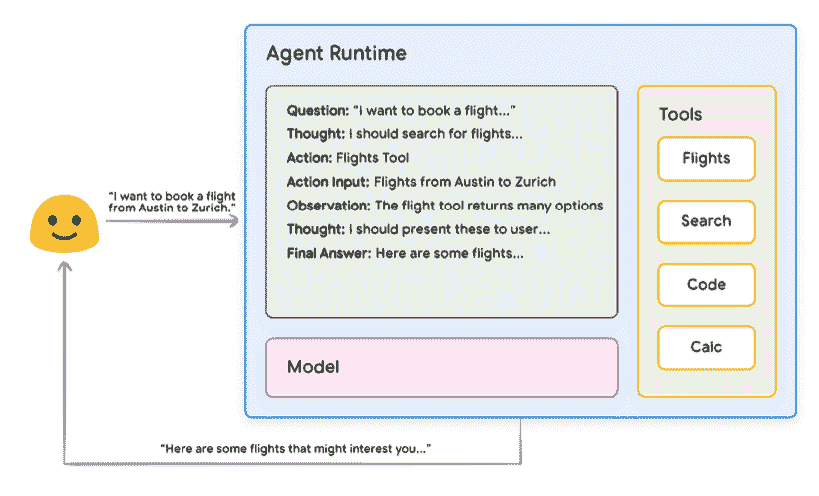 Agent Runtime
Question: "I want to book a flight..."
Thought: I should search for flights...
Action: Flights Tool
Action Input: Flights from Austin to Zurich
Observation: The flight tool returns many options
Thought: I should present these to user...
Final Answer: Here are some flights...
Model
Tools
Flights
Search
Code
Calc
"I want to book a flight
from Austin to Zurich."
"Here are some flights that might interest you..."